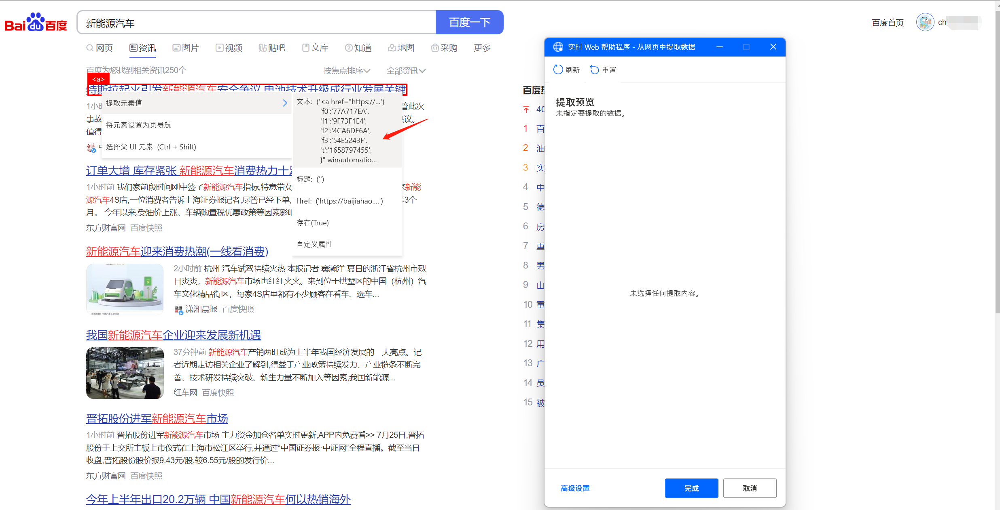 Bai du 百度
新能源汽车
百度一下
百度首页
ch
网页 资讯 图片 视频 贴吧 文库 知道 地图 采购 更多
百度为您找到相关资讯250个
按焦点排序 全部资讯
<a>
特斯拉起火引发新能源汽车安全争议 电池技术升级成行业发展关键
1小时
管此次
事故
热议。
值得
中
提取元素值
将元素设置为页导航
选择父 UI 元素 (Ctrl + Shift)
文本: ('<a href="https://...')
'f0':'77A717EA',
'f1':'9F73F1E4',
'f2':'4CA6DE6A',
'f3':'54E5243F',
't':'1658797455',
}" winautomatio...
标题: ('')
Href: ('https://baijiahao....')
存在(True)
自定义属性
订单大增 库存紧张 新能源汽车消费热力十足
1小时前 我们家前段时间刚中签了新能源汽车指标,特意带女
家新能
源汽车4S店,一位消费者告诉上海证券报记者,尽管已经下单,
等3个
月。 今年以来,受油价上涨、车辆购置税优惠政策等因素影响
东方财富网 百度快照
新能源汽车迎来消费热潮(一线看消费)
2小时前 杭州 汽车试驾持续火热 本报记者 窦瀚洋 夏日的浙江省杭州市烈
日炎炎，新能源汽车市场也红红火火。来到位于拱墅区的中国（杭州）汽
车文化精品街区，每家4S店里都有不少顾客在看车、选车...
数据来源: 中国汽车工业协会
潇湘晨报 百度快照
我国新能源汽车企业迎来发展新机遇
37分钟前 新能源汽车产销两旺成为上半年我国经济发展的一大亮点。记
者近期走访相关企业了解到,得益于产业政策持续发力、产业链条不断完
善、技术研发持续突破、新生力量不断加入等因素,我国新能源...
红车网 百度快照
晋拓股份进军新能源汽车市场
1小时前 晋拓股份进军新能源汽车市场 主力资金加仓名单实时更新,APP内免费看>> 7月25日,晋拓
股份于上交所主板上市仪式在上海市松江区举行,并通过“中国证券报·中证网”全程直播。截至当日
收盘,晋拓股份股价报9.43元/股,较6.55元/股的发行价...
东方财富网 百度快照
今年上半年出口20.2万辆 中国新能源汽车何以热销海外
百度热
40
1 百
2 油
3 实
4 中
5 德
6 房
7 重
8 男
9 山
10 重
11 集
12 用
13 广
14 员
15 被
实时 Web 帮助程序 - 从网页中提取数据
刷新 重置
提取预览
未指定要提取的数据。
未选择任何提取内容。
高级设置
完成
取消